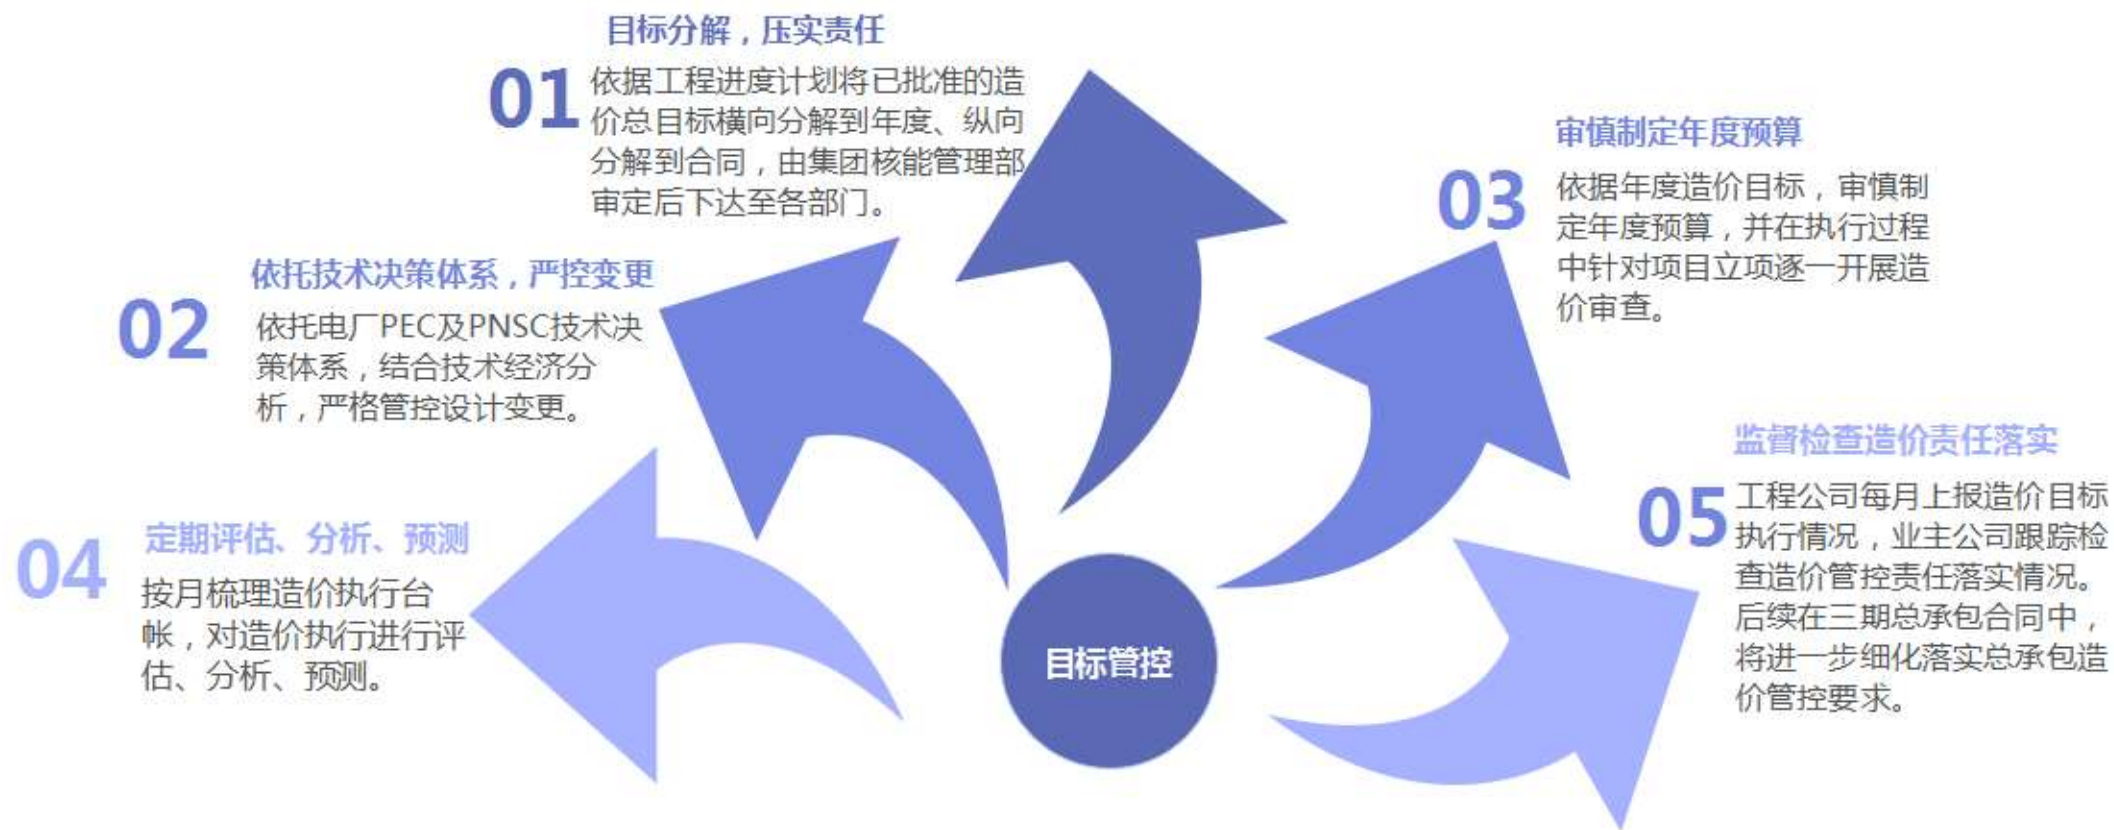 目标分解，压实责任
01
依据工程进度计划将已批准的造
价总目标横向分解到年度、纵向
分解到合同，由集团核能管理部
审定后下达至各部门。
依托技术决策体系，严控变更
02
依托电厂PEC及PNSC技术决
策体系，结合技术经济分
析，严格管控设计变更。
审慎制定年度预算
03
依据年度造价目标，审慎制
定年度预算，并在执行过程
中针对项目立项逐一开展造
价审查。
定期评估、分析、预测
04
按月梳理造价执行台
帐，对造价执行进行评
估、分析、预测。
监督检查造价责任落实
05
工程公司每月上报造价目标
执行情况，业主公司跟踪检
查造价管控责任落实情况。
后续在三期总承包合同中，
将进一步细化落实总承包造
价管控要求。
目标管控